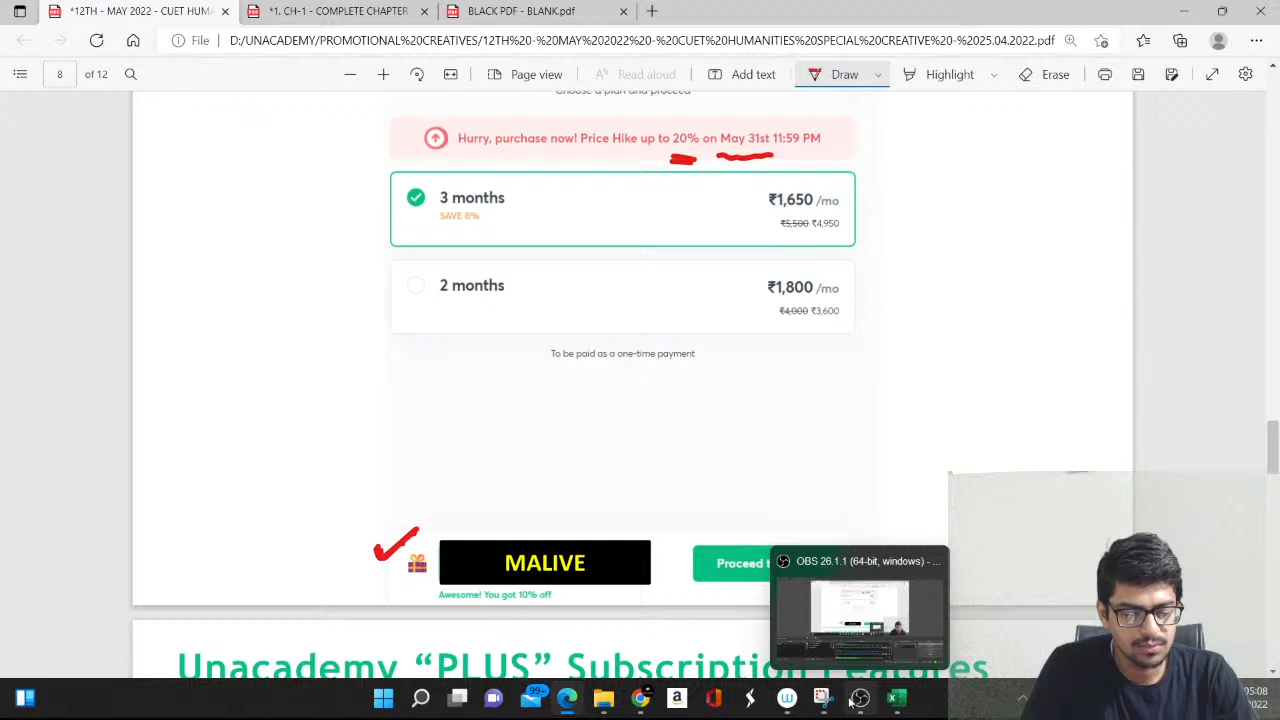 *12TH - MAY 2022 - CUET HUMA
*1. CH-1 - COMPLETE CHAPTER
BLACK PDF - BLANK.pdf
File
D:/UNACADEMY/PROMOTIONAL%20CREATIVES/12TH%20-%20MAY%202022%20-%20CUET%20HUMANITIES%20SPECIAL%20CREATIVE%20-%2025.04.2022.pdf
8 of 12
Page view
Read aloud
Add text
Draw
Highlight
Erase
Choose a plan and proceed
Hurry, purchase now! Price Hike up to 20% on May 31st 11:59 PM
3 months
₹1,650 /mo
SAVE 8%
₹5,500 ₹4,950
2 months
₹1,800 /mo
₹4,000 ₹3,600
To be paid as a one-time payment
MALIVE
Proceed t
Awesome! You got 10% off
OBS 26.1.1 (64-bit, windows) - ...
nacademy “PLUS” Subscription Features
99+
05:08
2022